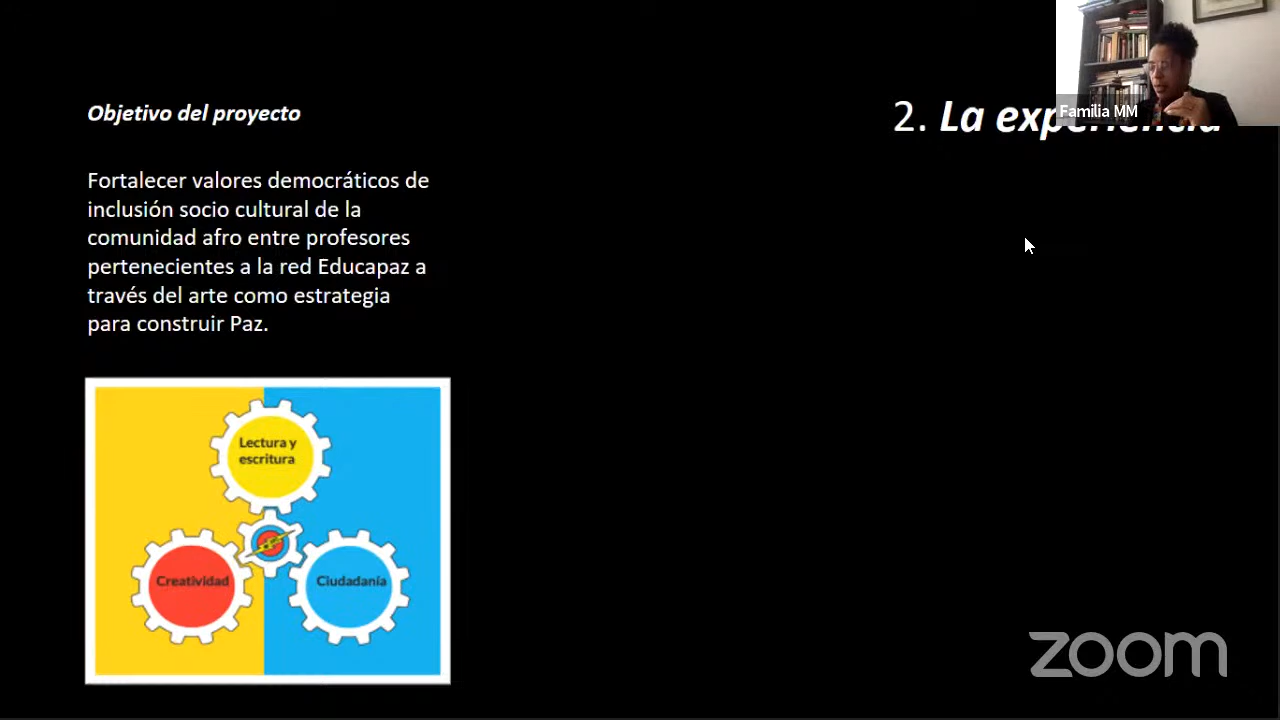 Objetivo del proyecto
Fortalecer valores democráticos de
inclusión socio cultural de la
comunidad afro entre profesores
pertenecientes a la red Educapaz a
través del arte como estrategia
para construir Paz.
Lectura y
escritura
Creatividad
Ciudadanía
2. La experiencia
Familia MM
zoom